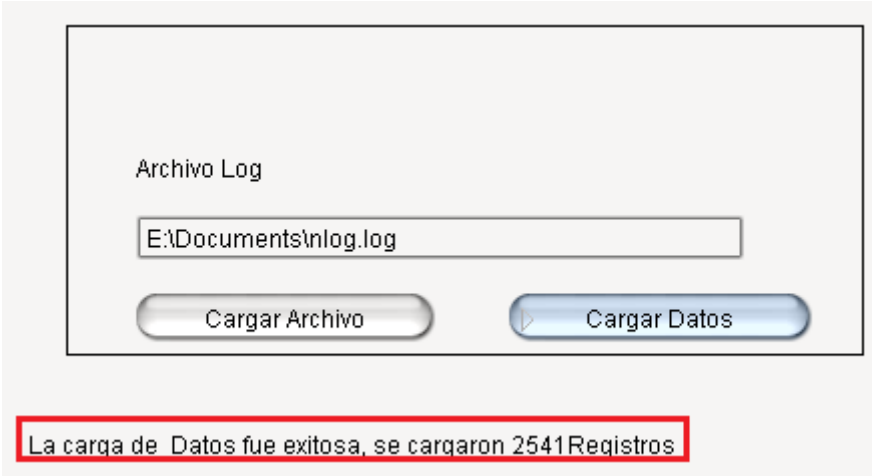 Archivo Log
E:\Documents\nlog.log
Cargar Archivo
Cargar Datos
La carga de  Datos fue exitosa, se cargaron 2541Registros